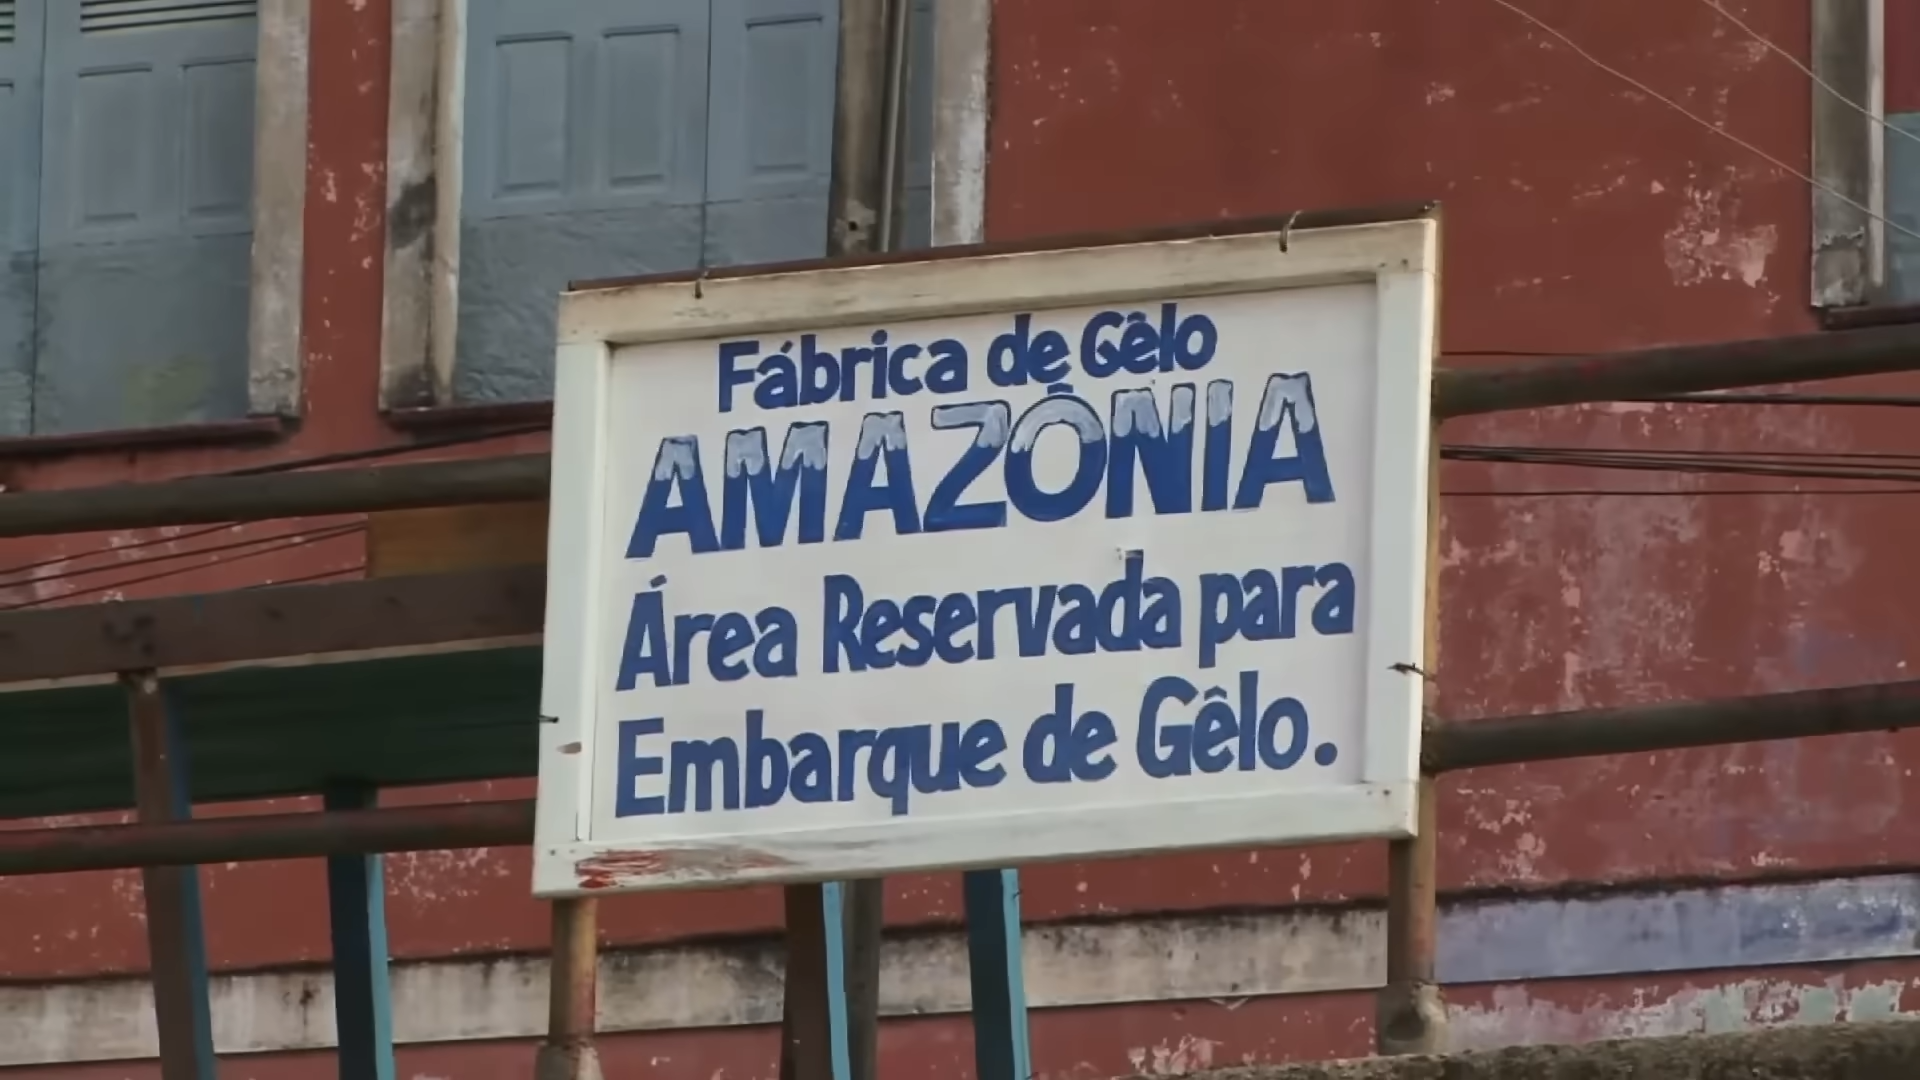 Fábrica de Gêlo
AMAZÔNIA
Área Reservada para
Embarque de Gêlo.